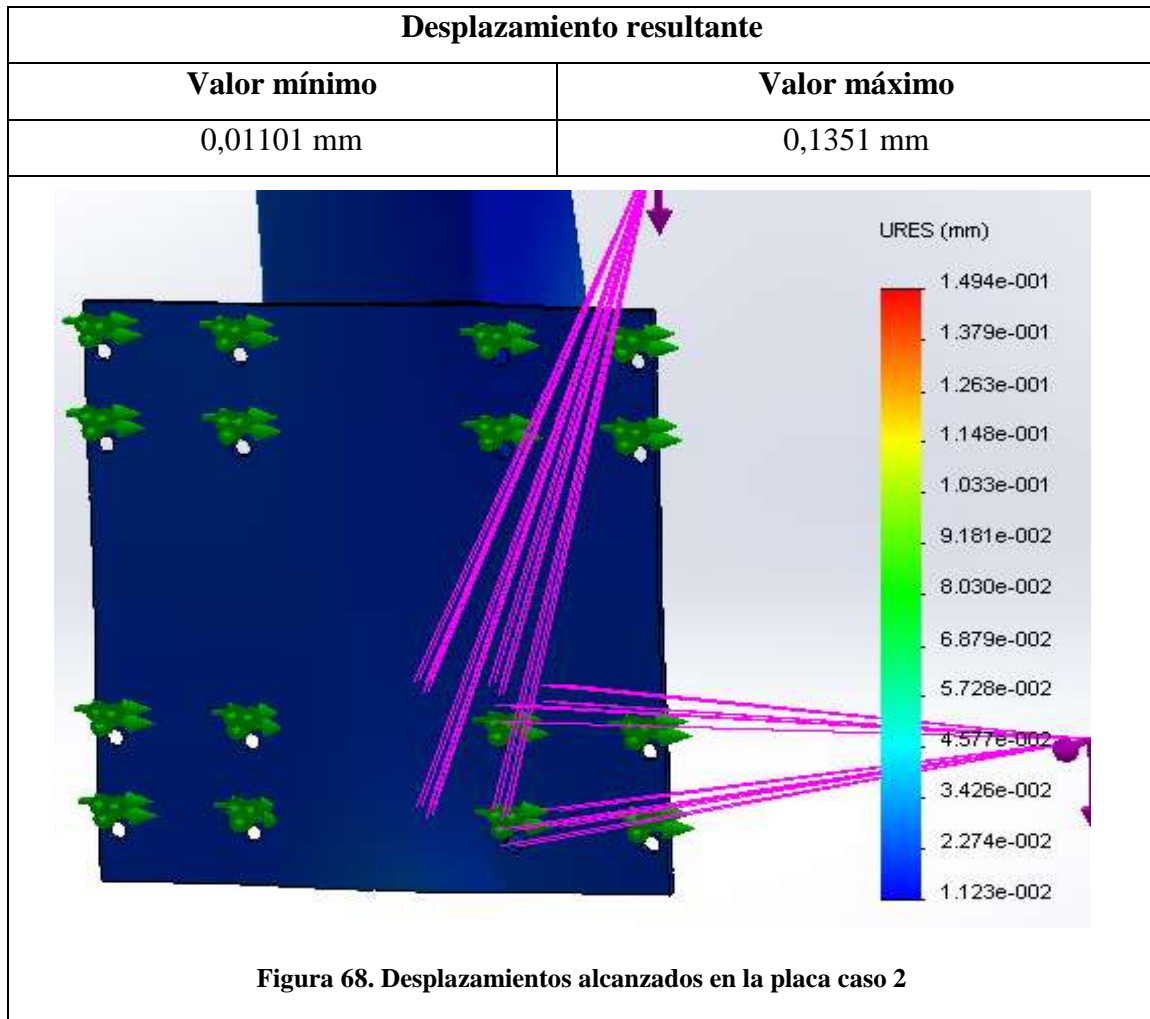 Desplazamiento resultante
Valor mínimo Valor máximo
0,01101 mm 0,1351 mm
URES (mm)
1.494e-001
1.379e-001
1.263e-001
1.148e-001
1.033e-001
9.181e-002
8.030e-002
6.879e-002
5.728e-002
4.577e-002
3.426e-002
2.274e-002
1.123e-002
Figura 68. Desplazamientos alcanzados en la placa caso 2